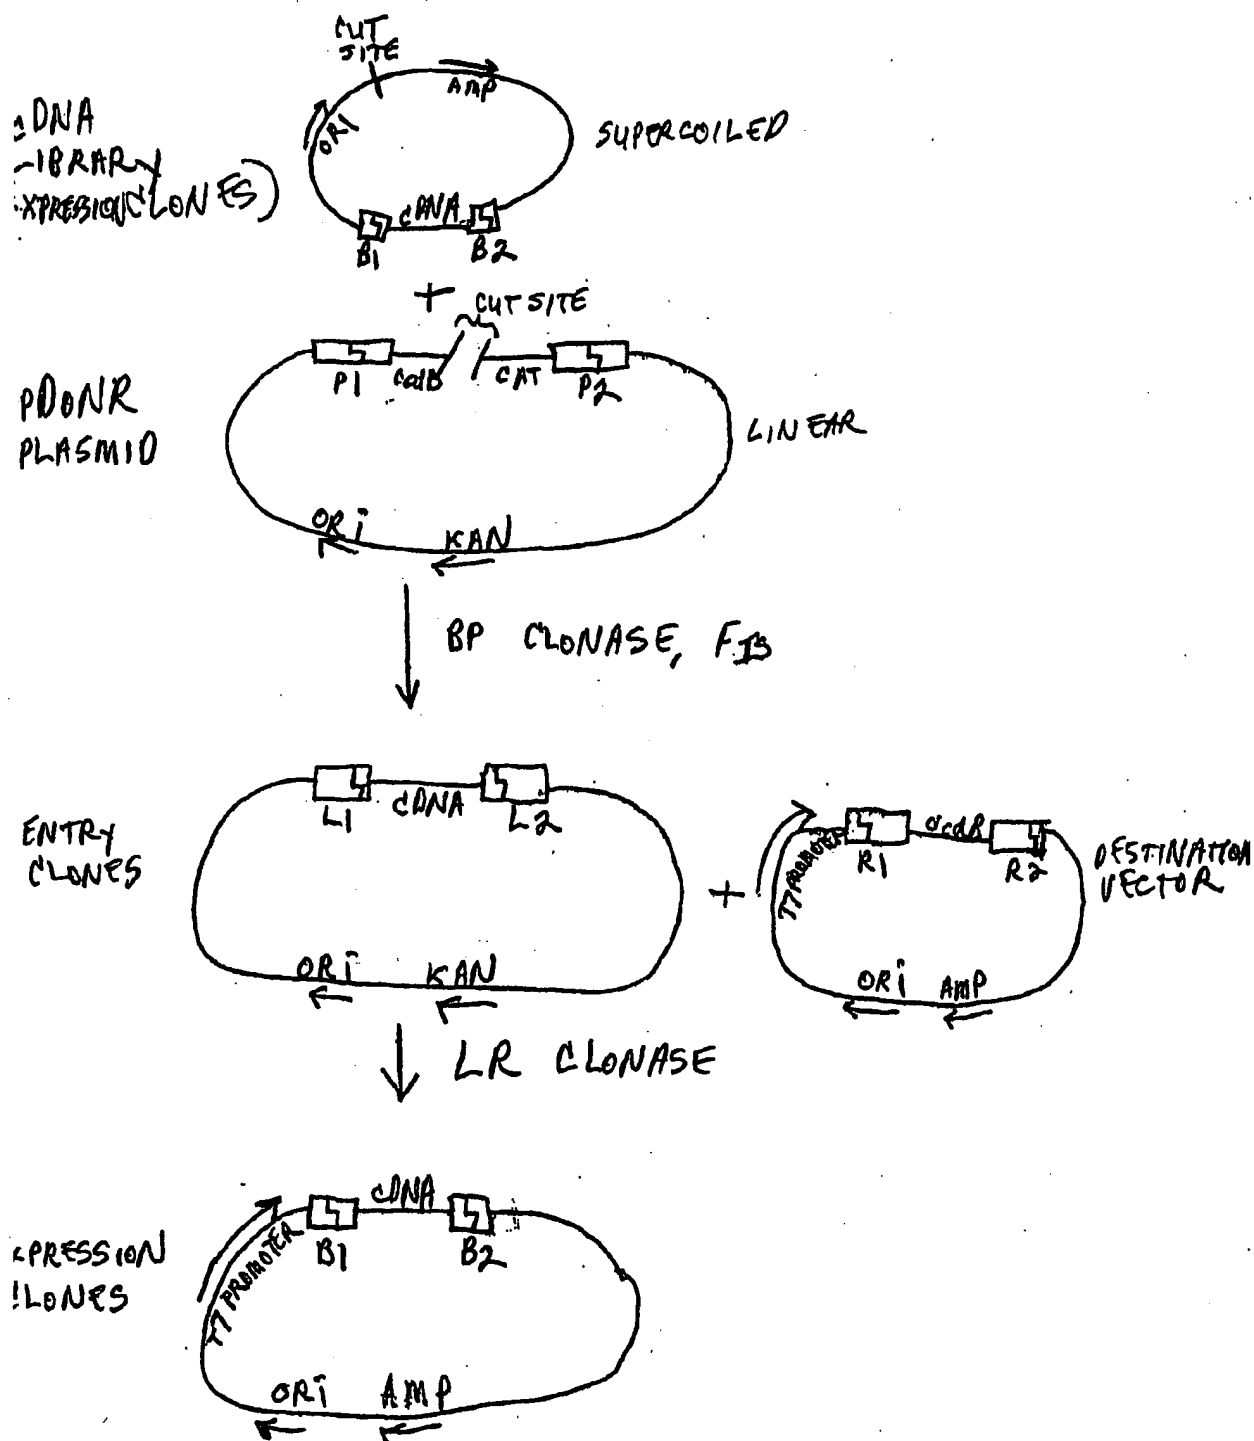 CUT
SITE
AMP
ORI
DNA
IBRARY
XPRESSION CLONES)
SUPERCOILED
cDNA
B1
B2
+
CUT SITE
P1
ccdB
CAT
P2
pDONR
PLASMID
LINEAR
ORi
KAN
BP CLONASE, FIS
L1
cDNA
L2
ENTRY
CLONES
ORi
KAN
+
T7 PROMOTER
R1
ccdB
R2
DESTINATION
VECTOR
ORi
AMP
LR CLONASE
cDNA
B1
B2
PRESSION
LONES
T7 PROMOTER
ORi
AMP